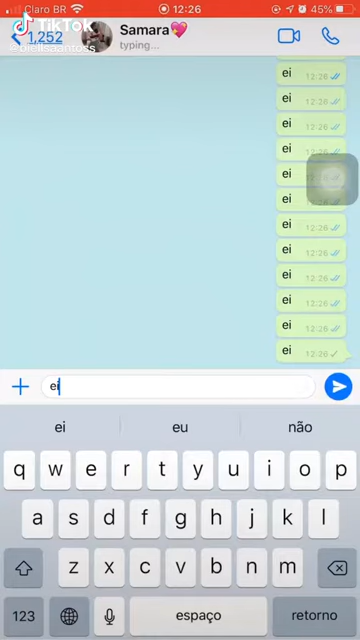 Claro BR
12:26
45%
TikTok
1,252
Samara💖
typing...
ei
12:26
ei
12:26
ei
12:26
ei
12:26
ei
ei
12:26
ei
12:26
ei
12:26
ei
12:26
ei
12:26
ei
12:26
ei
12:26
ei
ei
eu
não
q w e r t y u i o p
a s d f g h j k l
z x c v b n m
123
espaço
retorno